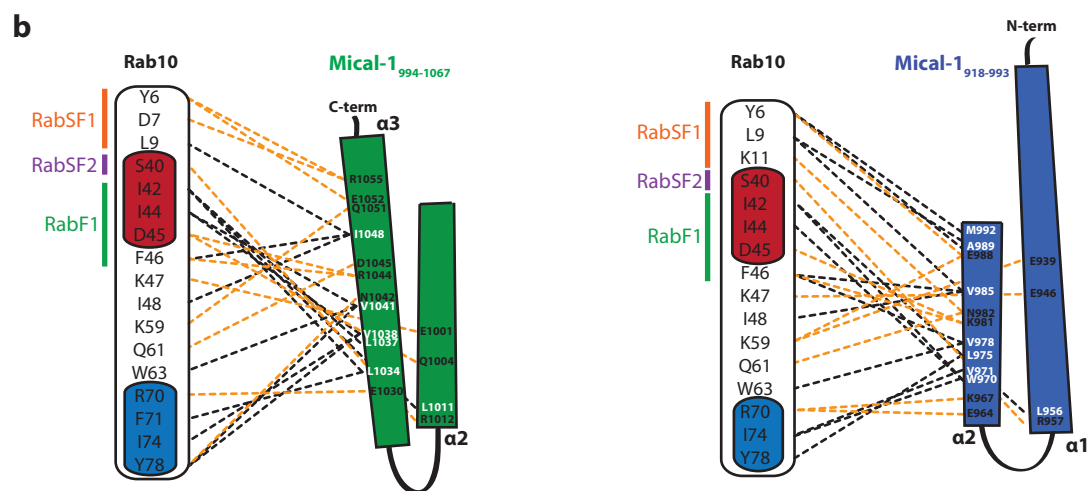 b
Rab10
Mical-1994-1067
RabSF1
RabSF2
RabF1
Y6
D7
L9
S40
I42
I44
D45
F46
K47
I48
K59
Q61
W63
R70
F71
I74
Y78
C-term
α3
R1055
E1052
Q1051
I1048
D1045
R1044
N1042
V1041
V1038
L1037
L1034
E1030
E1001
Q1004
L1011
R1012
α2
Rab10
Mical-1918-993
N-term
RabSF1
RabSF2
RabF1
Y6
L9
K11
S40
I42
I44
D45
F46
K47
I48
K59
Q61
W63
R70
I74
Y78
M992
A989
E988
V985
N982
K981
V978
L975
V971
W970
K967
E964
α2
E939
E946
L956
R957
α1